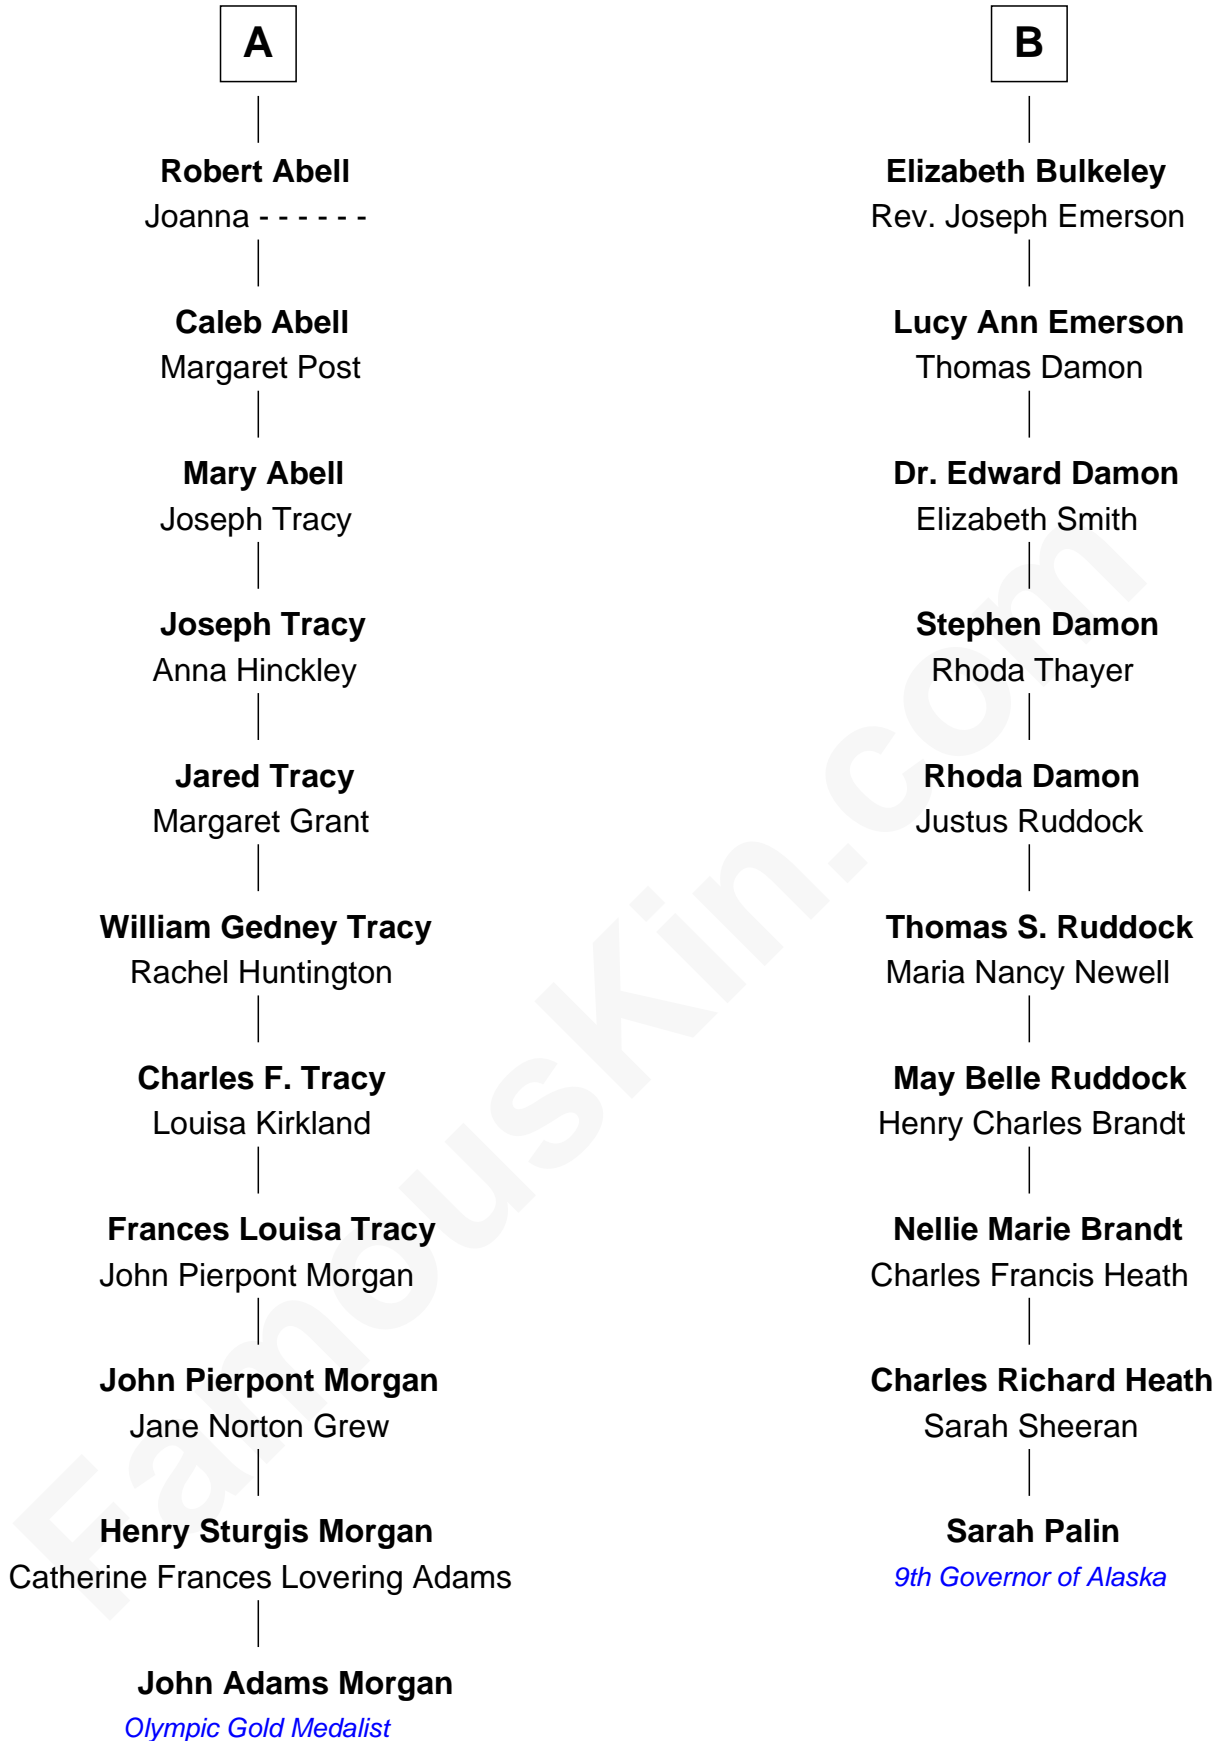 A
Robert Abell
Joanna - - - - - -
Caleb Abell
Margaret Post
Mary Abell
Joseph Tracy
Joseph Tracy
Anna Hinckley
Jared Tracy
Margaret Grant
William Gedney Tracy
Rachel Huntington
Charles F. Tracy
Louisa Kirkland
Frances Louisa Tracy
John Pierpont Morgan
John Pierpont Morgan
Jane Norton Grew
Henry Sturgis Morgan
Catherine Frances Lovering Adams
John Adams Morgan
Olympic Gold Medalist
B
Elizabeth Bulkeley
Rev. Joseph Emerson
Lucy Ann Emerson
Thomas Damon
Dr. Edward Damon
Elizabeth Smith
Stephen Damon
Rhoda Thayer
Rhoda Damon
Justus Ruddock
Thomas S. Ruddock
Maria Nancy Newell
May Belle Ruddock
Henry Charles Brandt
Nellie Marie Brandt
Charles Francis Heath
Charles Richard Heath
Sarah Sheeran
Sarah Palin
9th Governor of Alaska
FamousKin.com